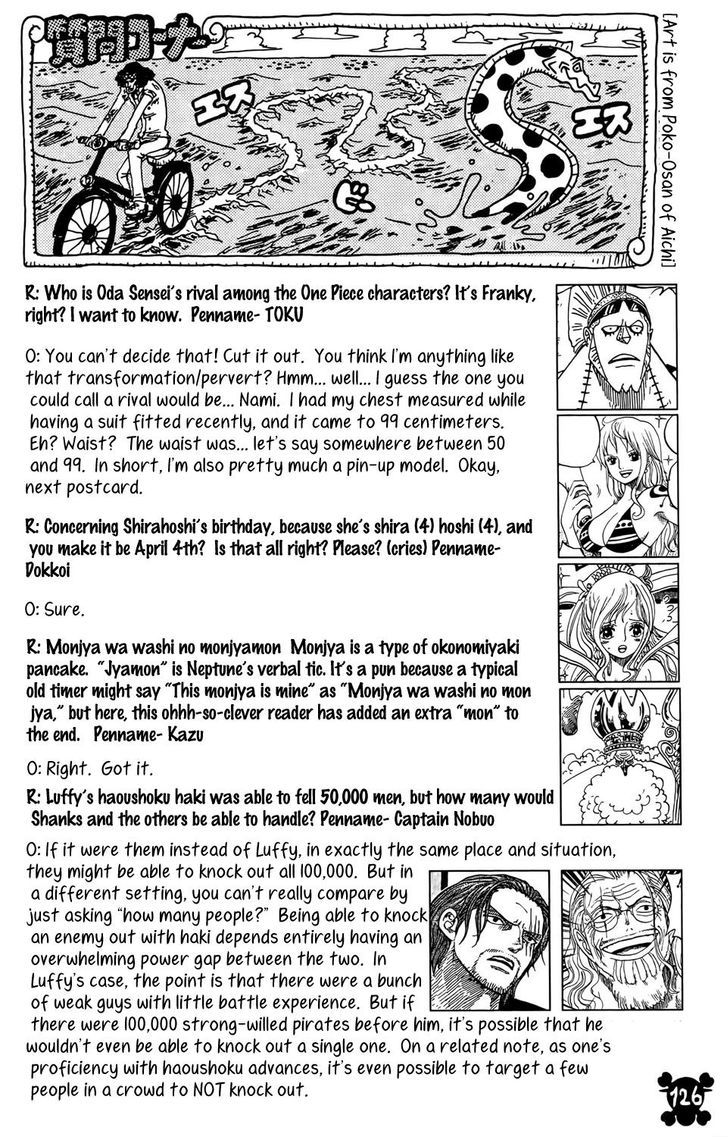 質問コーナー
エス
ビー
エス
[Art is from Poko-Osan of Aichi]
R: Who is Oda Sensei's rival among the One Piece characters? It's Franky,
right? I want to know. Penname- TOKU
O: You can't decide that! Cut it out. You think I'm anything like
that transformation/pervert? Hmm... well... I guess the one you
could call a rival would be... Nami. I had my chest measured while
having a suit fitted recently, and it came to 99 centimeters.
Eh? Waist? The waist was... let's say somewhere between 50
and 99. In short, I'm also pretty much a pin-up model. Okay,
next postcard.
R: Concerning Shirahoshi's birthday, because she's shira (4) hoshi (4), and
you make it be April 4th? Is that all right? Please? (cries) Penname-
Dokkoi
O: Sure.
R: Monjya wa washi no monjyamon Monjya is a type of okonomiyaki
pancake. "Jyamon" is Neptune's verbal tic. It's a pun because a typical
old timer might say "This monjya is mine" as "Monjya wa washi no mon
jya," but here, this ohhh-so-clever reader has added an extra "mon" to
the end. Penname- Kazu
O: Right. Got it.
R: Luffy's haoushoku haki was able to fell 50,000 men, but how many would
Shanks and the others be able to handle? Penname- Captain Nobuo
O: If it were them instead of Luffy, in exactly the same place and situation,
they might be able to knock out all 100,000. But in
a different setting, you can't really compare by
just asking "how many people?" Being able to knock
an enemy out with haki depends entirely having an
overwhelming power gap between the two. In
Luffy's case, the point is that there were a bunch
of weak guys with little battle experience. But if
there were 100,000 strong-willed pirates before him, it's possible that he
wouldn't even be able to knock out a single one. On a related note, as one's
proficiency with haoushoku advances, it's even possible to target a few
people in a crowd to NOT knock out.
126